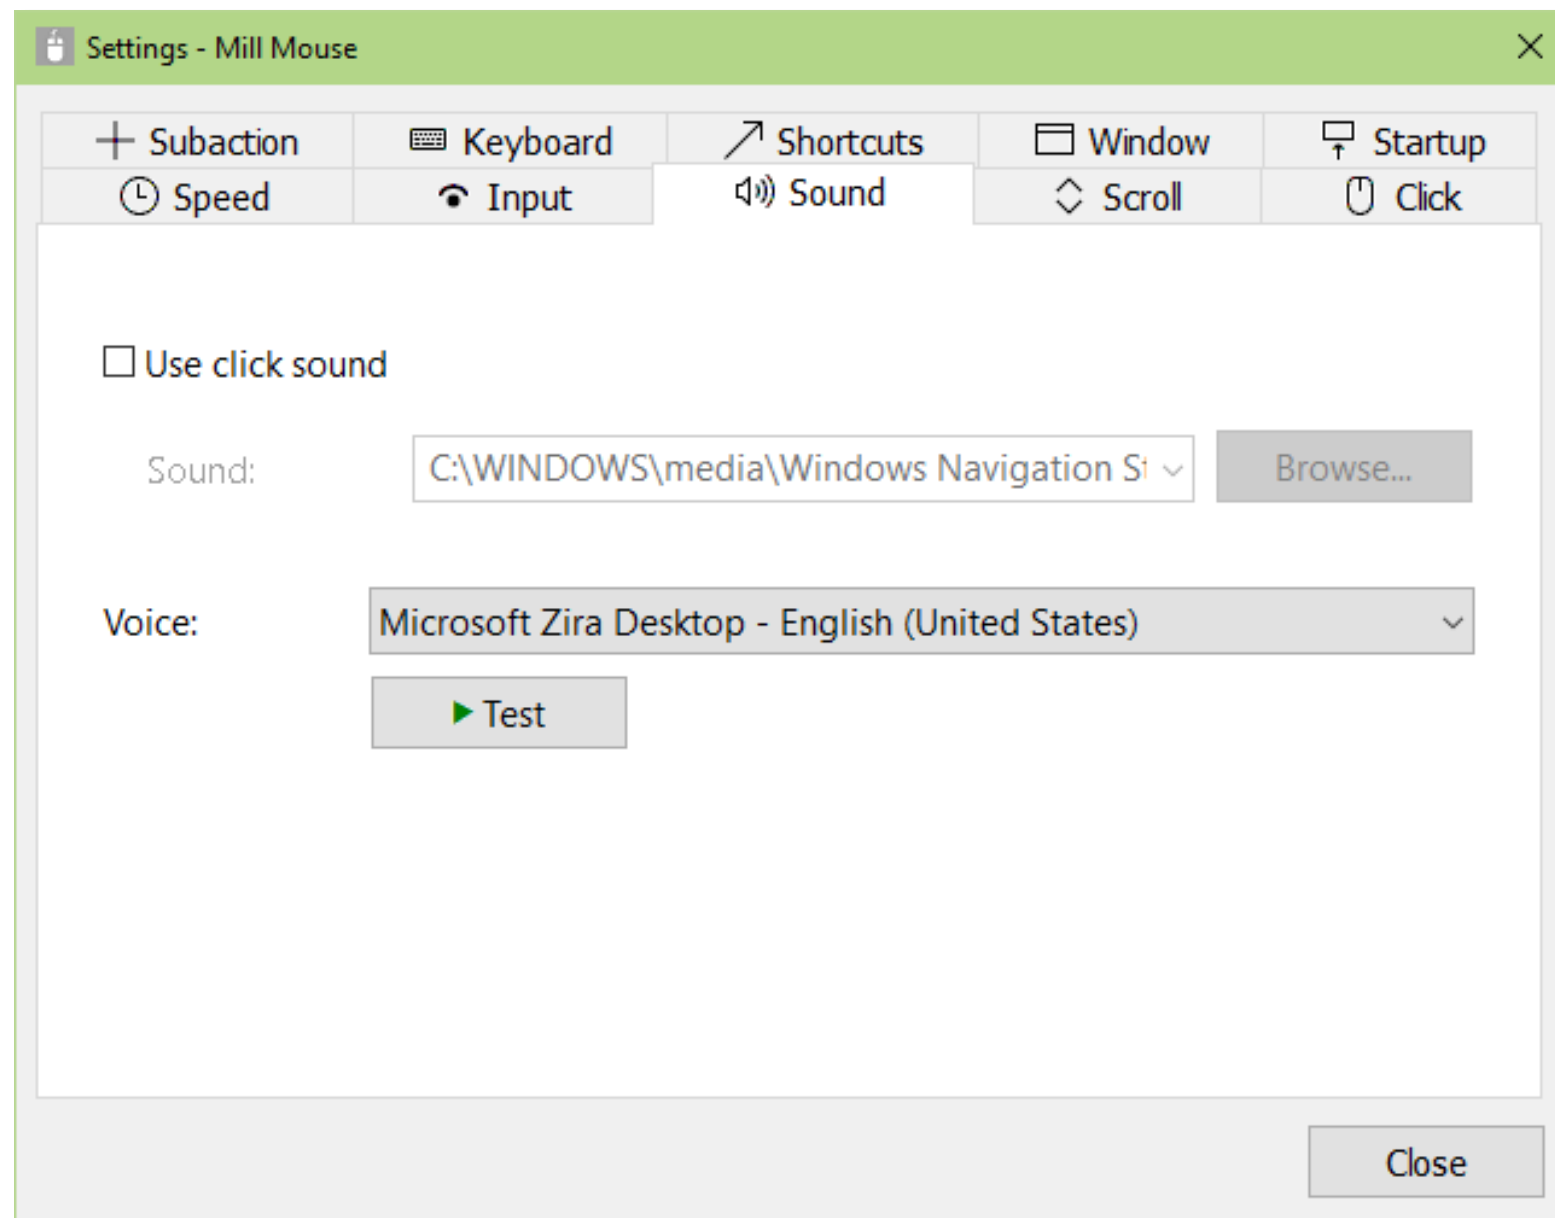 Settings - Mill Mouse
Subaction Keyboard Shortcuts Window Startup
Speed Input Sound Scroll Click
Use click sound
Sound: C:\WINDOWS\media\Windows Navigation Browse...
Voice: Microsoft Zira Desktop - English (United States)
Test
Close